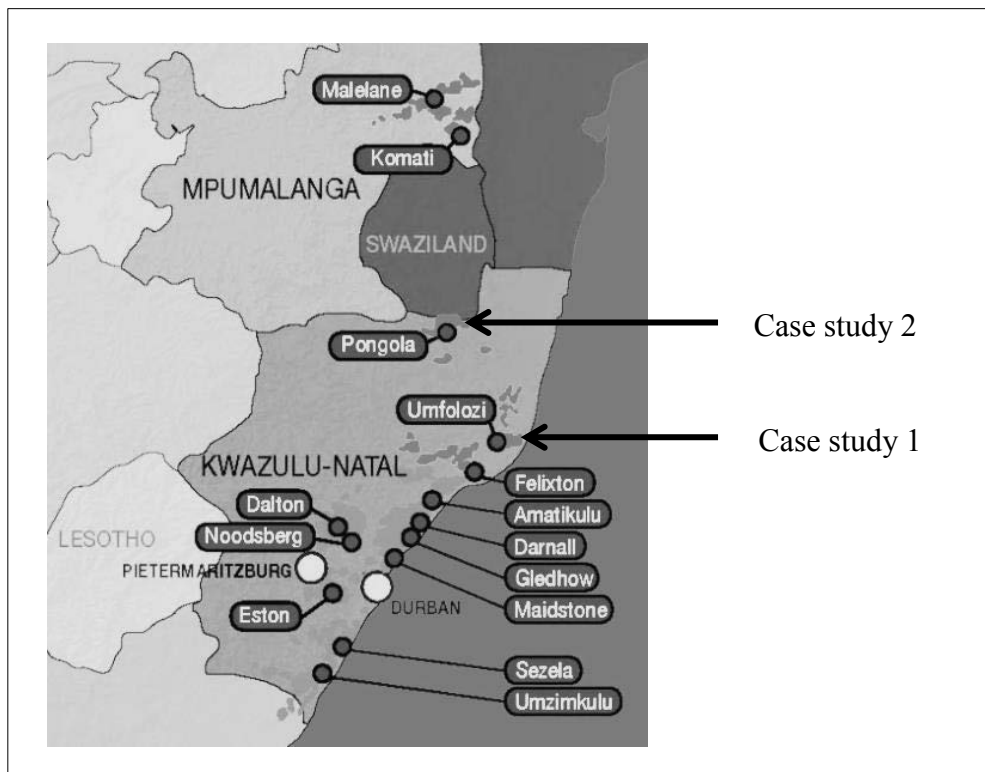 Malelane
Komati
MPUMALANGA
SWAZILAND
Case study 2
Pongola
Umfolozi
Case study 1
KWAZULU-NATAL
Felixton
Dalton
Amatikulu
Noodsberg
Darnall
LESOTHO
PIETERMARITZBURG
Gledhow
Eston
DURBAN
Maidstone
Sezela
Umzimkulu